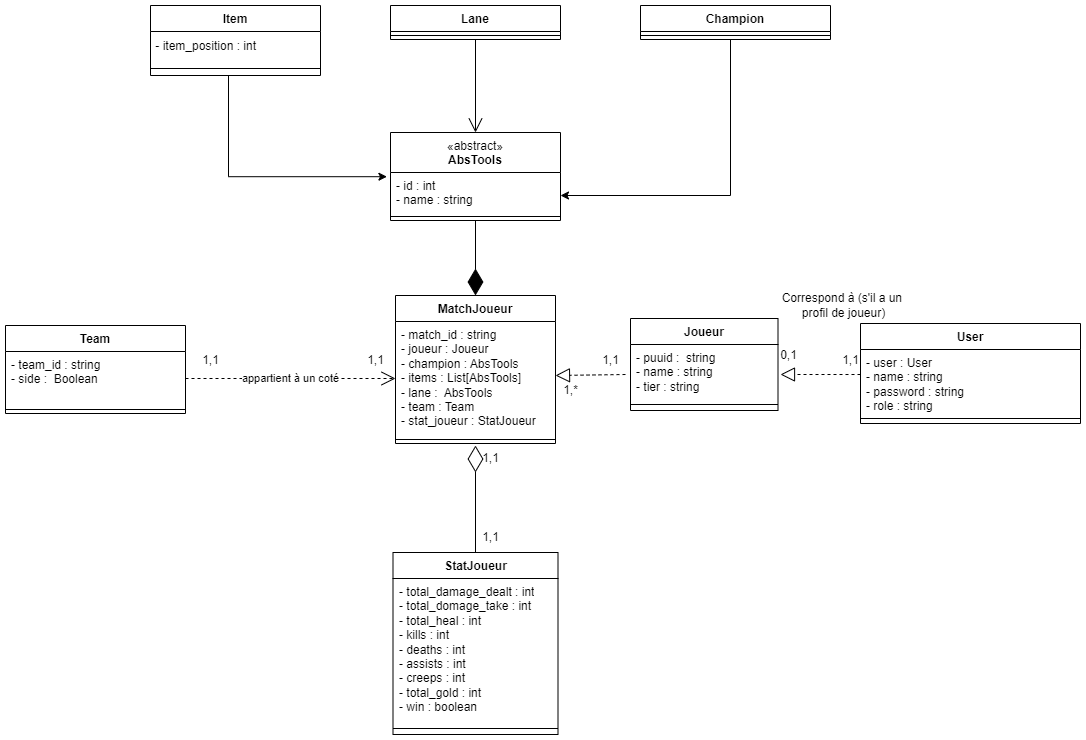 Item
- item_position : int
Lane
Champion
«abstract»
AbsTools
- id : int
- name : string
MatchJoueur
- match_id : string
- joueur : Joueur
- champion : AbsTools
- items : List[AbsTools]
- lane :  AbsTools
- team : Team
- stat_joueur : StatJoueur
Team
- team_id : string
- side :  Boolean
1,1
appartient à un coté
1,1
Joueur
- puuid :  string
- name : string
- tier : string
1,1
1,*
Correspond à (s'il a un
profil de joueur)
User
- user : User
- name : string
- password : string
- role : string
0,1
1,1
1,1
1,1
StatJoueur
- total_damage_dealt : int
- total_domage_take : int
- total_heal : int
- kills : int
- deaths : int
- assists : int
- creeps : int
- total_gold : int
- win : boolean